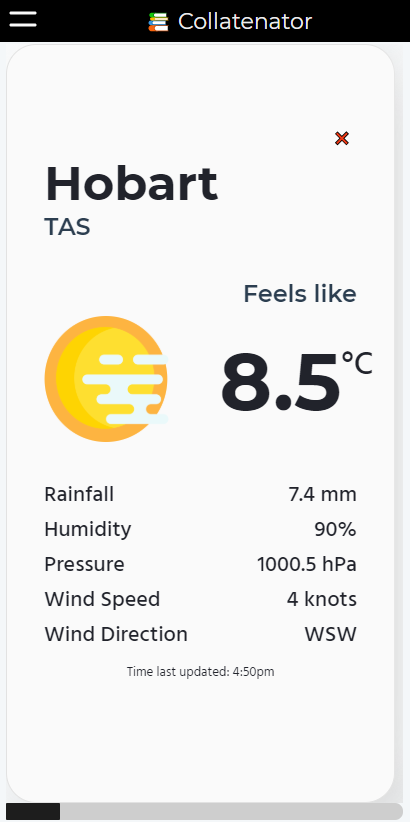 Collatenator
Hobart
TAS
Feels like
8.5°C
Rainfall 7.4 mm
Humidity 90%
Pressure 1000.5 hPa
Wind Speed 4 knots
Wind Direction WSW
Time last updated: 4:50pm